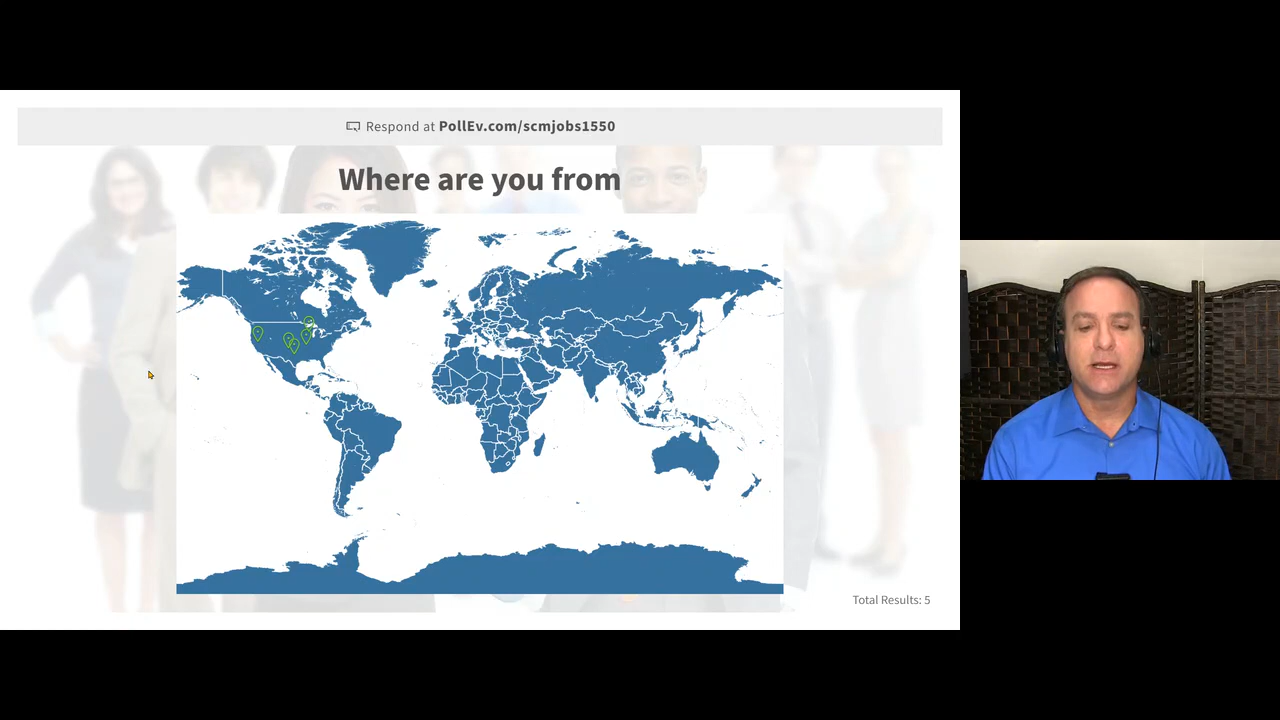 Respond at PollEv.com/scmjobs1550
Where are you from
Total Results: 5